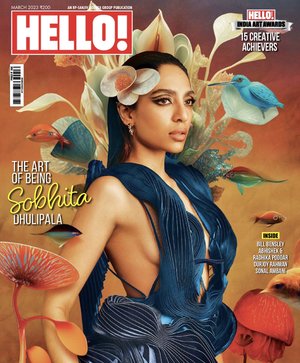 MARCH 2023 ₹200
HELLO!
HELLO!
INDIA ART AWARDS
15 CREATIVE
ACHIEVERS
THE ART
OF BEING
Sobhita
DHULIPALA
INSIDE
BILL BENSLEY
ABHISHEK &
RADHIKA PODDAR
DURJOY RAHMAN
SONAL AMBANI